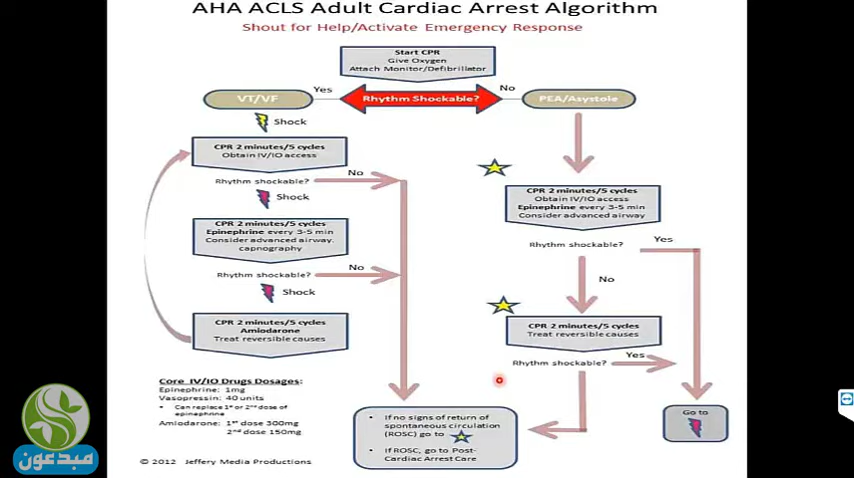 AHA ACLS Adult Cardiac Arrest Algorithm
Shout for Help/Activate Emergency Response
Start CPR
Give Oxygen
Attach Monitor/Defibrillator
Yes
No
VT/VF
Rhythm Shockable?
PEA/Asystole
Shock
CPR 2 minutes/5 cycles
Obtain IV/IO access
Rhythm shockable?
No
Shock
CPR 2 minutes/5 cycles
Epinephrine every 3-5 min
Consider advanced airway,
capnography
Rhythm shockable?
No
Shock
CPR 2 minutes/5 cycles
Amiodarone
Treat reversible causes
CPR 2 minutes/5 cycles
Obtain IV/IO access
Epinephrine every 3-5 min
Consider advanced airway
Rhythm shockable?
Yes
No
CPR 2 minutes/5 cycles
Treat reversible causes
Rhythm shockable?
Yes
Core IV/IO Drugs Dosages:
Epinephrine: 1mg
Vasopressin: 40 units
• Can replace 1st or 2nd dose of
epinephrine
Amiodarone: 1st dose 300mg
2nd dose 150mg
• If no signs of return of
spontaneous circulation
(ROSC) go to
• If ROSC, go to Post-
Cardiac Arrest Care
Go to
© 2012 Jeffery Media Productions
مبدعون